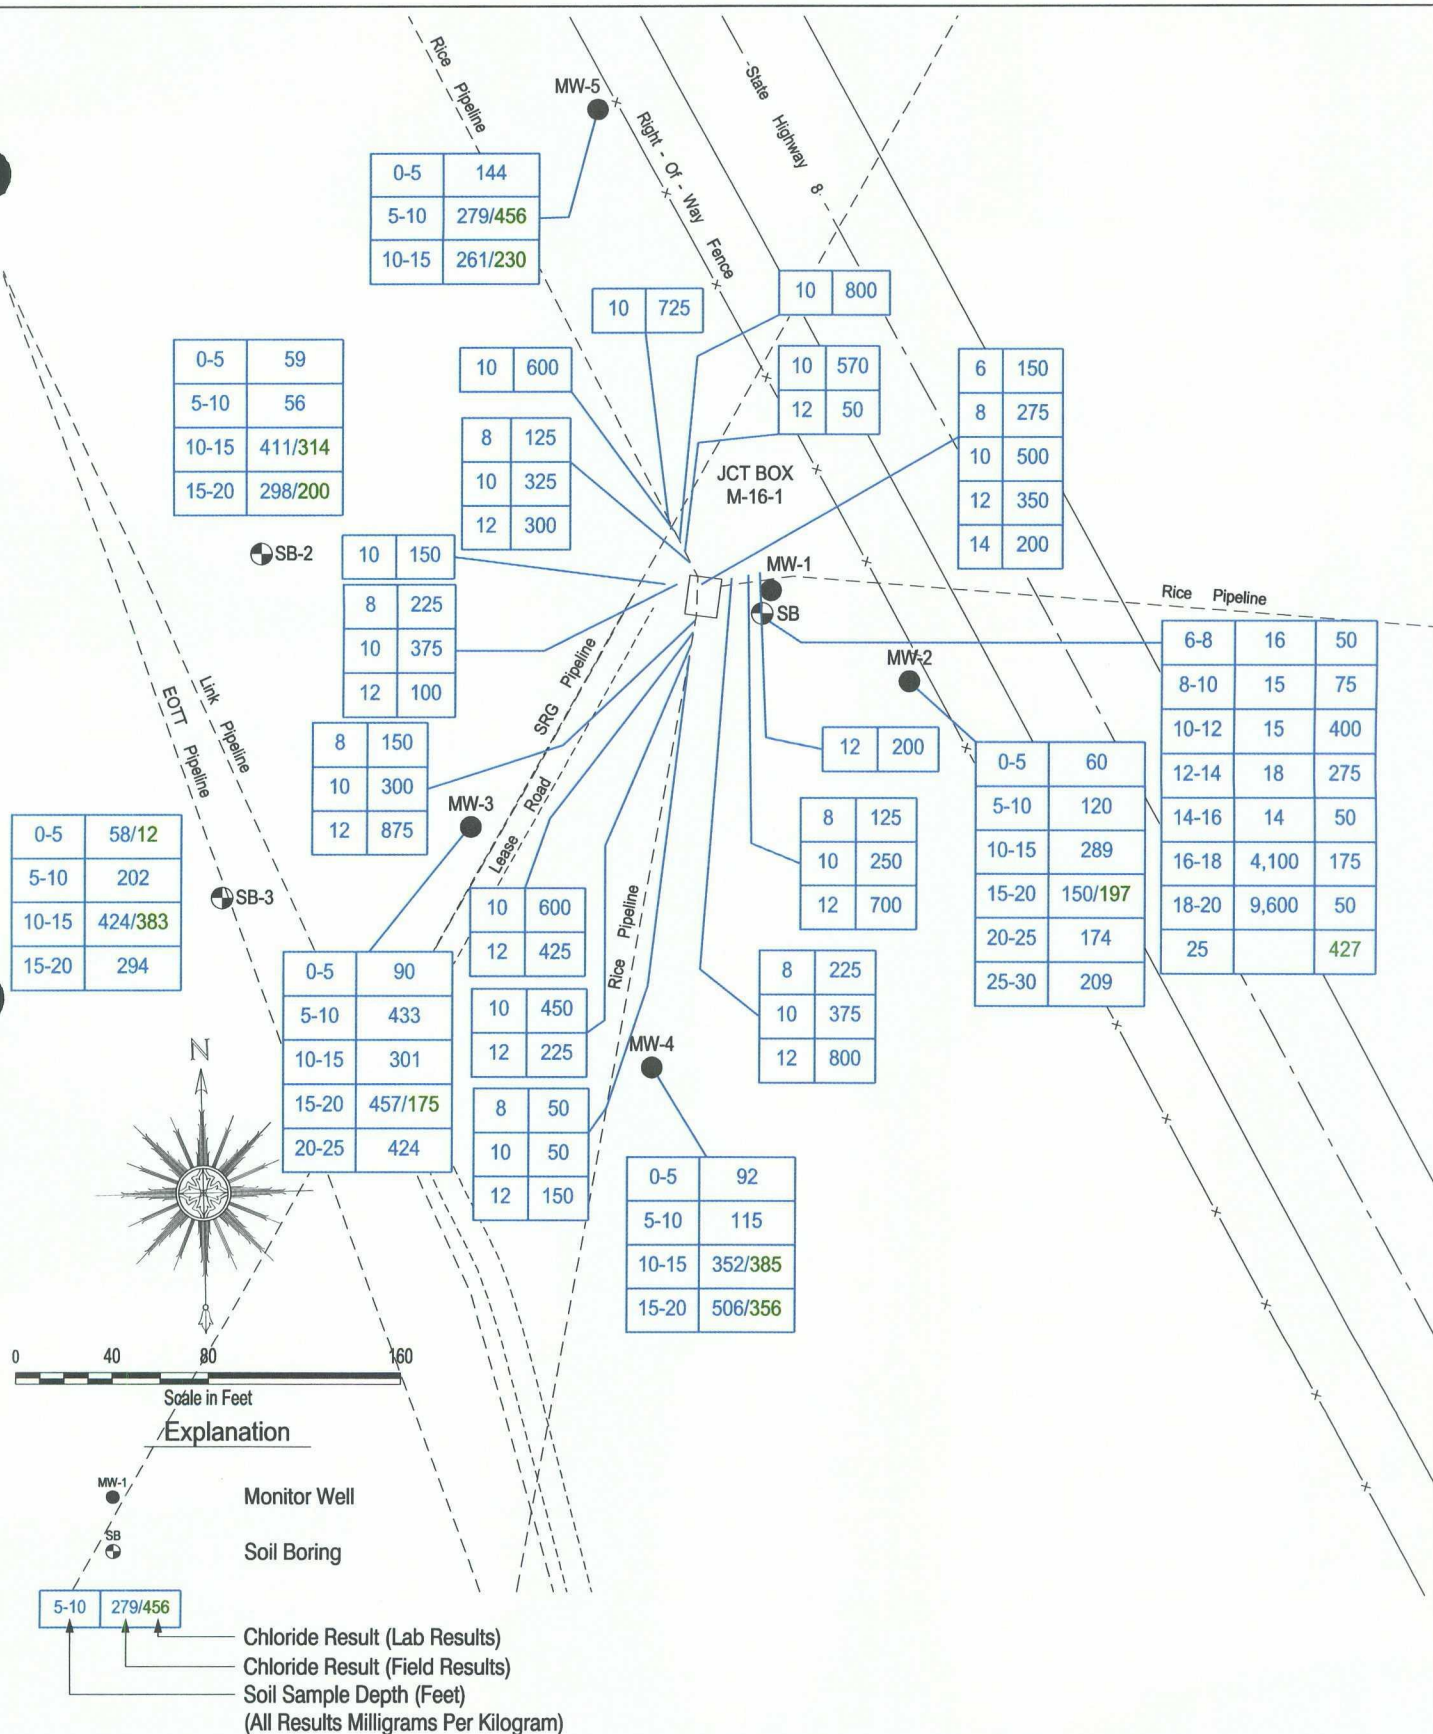 Rice Pipeline
MW-5
Right - Of - Way Fence
State Highway 8
0-5 144
5-10 279/456
10-15 261/230
10 725
10 800
10 600
10 570
12 50
6 150
8 275
10 500
12 350
14 200
0-5 59
5-10 56
10-15 411/314
15-20 298/200
8 125
10 325
12 300
JCT BOX
M-16-1
SB-2
10 150
8 225
10 375
12 100
MW-1
SB
Rice Pipeline
MW-2
6-8 16 50
8-10 15 75
10-12 15 400
12-14 18 275
14-16 14 50
16-18 4,100 175
18-20 9,600 50
25 427
EOTT Pipeline
Link Pipeline
SRG Pipeline
Lease Road
8 150
10 300
12 875
12 200
0-5 60
5-10 120
10-15 289
15-20 150/197
20-25 174
25-30 209
MW-3
8 125
10 250
12 700
0-5 58/12
5-10 202
10-15 424/383
15-20 294
SB-3
10 600
12 425
Rice Pipeline
0-5 90
5-10 433
10-15 301
15-20 457/175
20-25 424
8 225
10 375
12 800
10 450
12 225
MW-4
N
8 50
10 50
12 150
0-5 92
5-10 115
10-15 352/385
15-20 506/356
0 40 80 160
Scale in Feet
Explanation
MW-1
Monitor Well
SB
Soil Boring
5-10 279/456
Chloride Result (Lab Results)
Chloride Result (Field Results)
Soil Sample Depth (Feet)
(All Results Milligrams Per Kilogram)